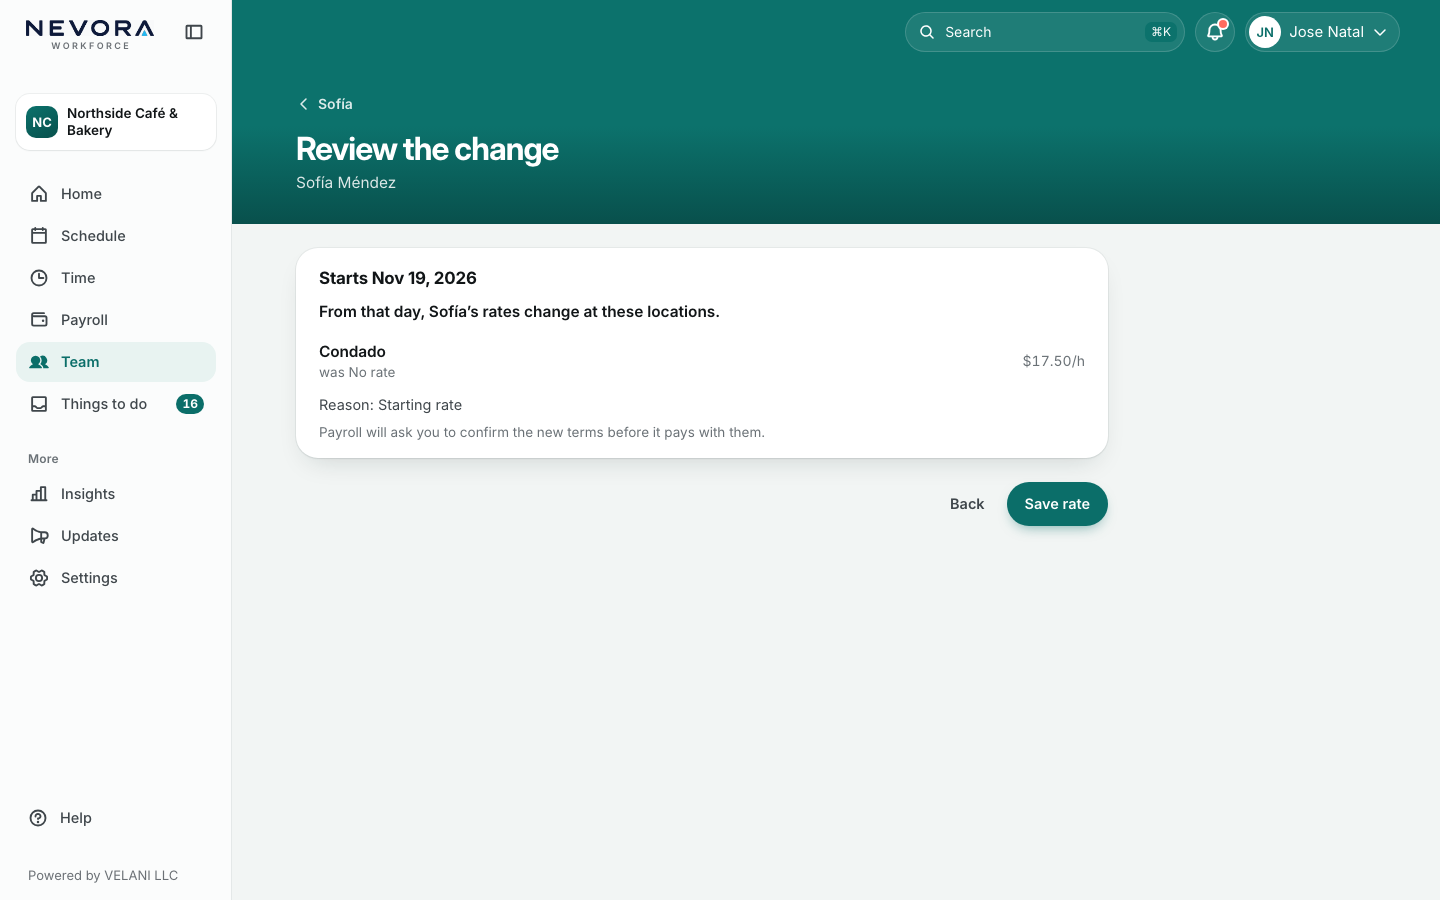 NEVORA
WORKFORCE
Search
⌘K
JN
Jose Natal
NC
Northside Café &
Bakery
Sofía
Review the change
Sofía Méndez
Home
Schedule
Time
Payroll
Team
Things to do
16
More
Insights
Updates
Settings
Help
Powered by VELANI LLC
Starts Nov 19, 2026
From that day, Sofía’s rates change at these locations.
Condado
was No rate
$17.50/h
Reason: Starting rate
Payroll will ask you to confirm the new terms before it pays with them.
Back
Save rate